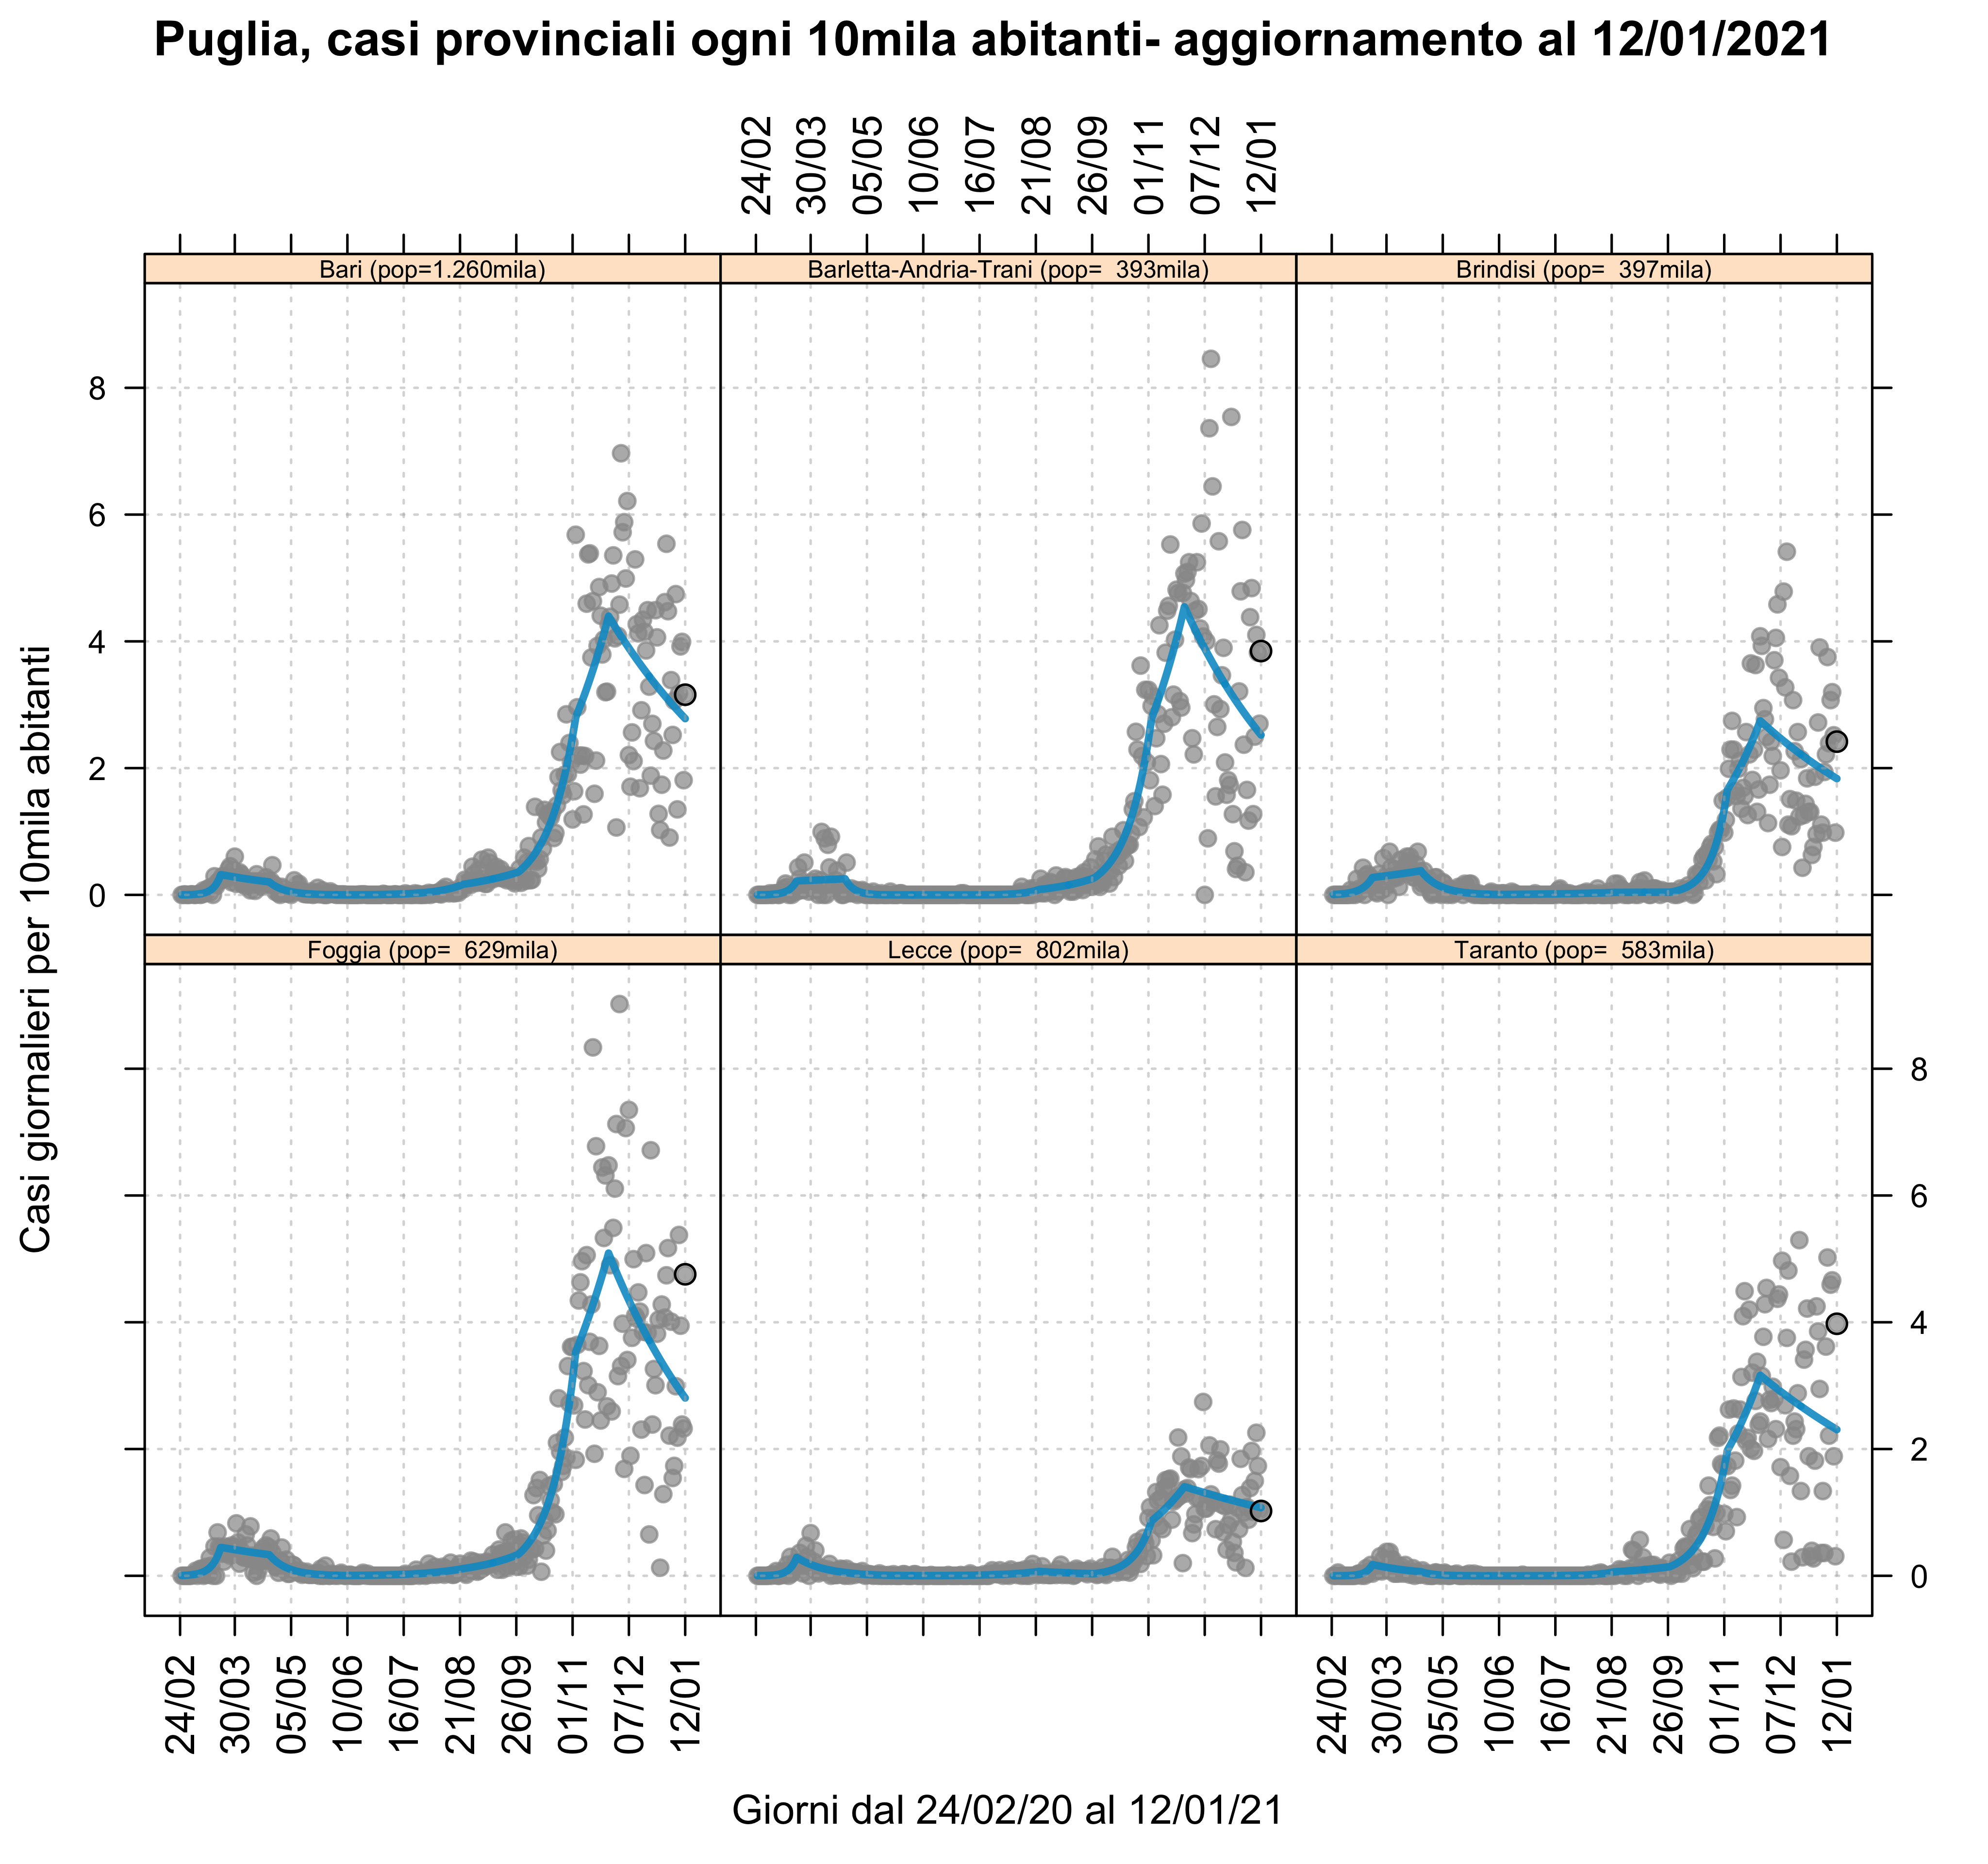 Puglia, casi provinciali ogni 10mila abitanti- aggiornamento al 12/01/2021
24/02 30/03 05/05 10/06 16/07 21/08 26/09 01/11 07/12 12/01
Bari (pop=1.260mila)
Barletta-Andria-Trani (pop=  393mila)
Brindisi (pop=  397mila)
8
6
4
2
0
Casi giornalieri per 10mila abitanti
Foggia (pop=  629mila)
Lecce (pop=  802mila)
Taranto (pop=  583mila)
8
6
4
2
0
24/02 30/03 05/05 10/06 16/07 21/08 26/09 01/11 07/12 12/01
24/02 30/03 05/05 10/06 16/07 21/08 26/09 01/11 07/12 12/01
Giorni dal 24/02/20 al 12/01/21